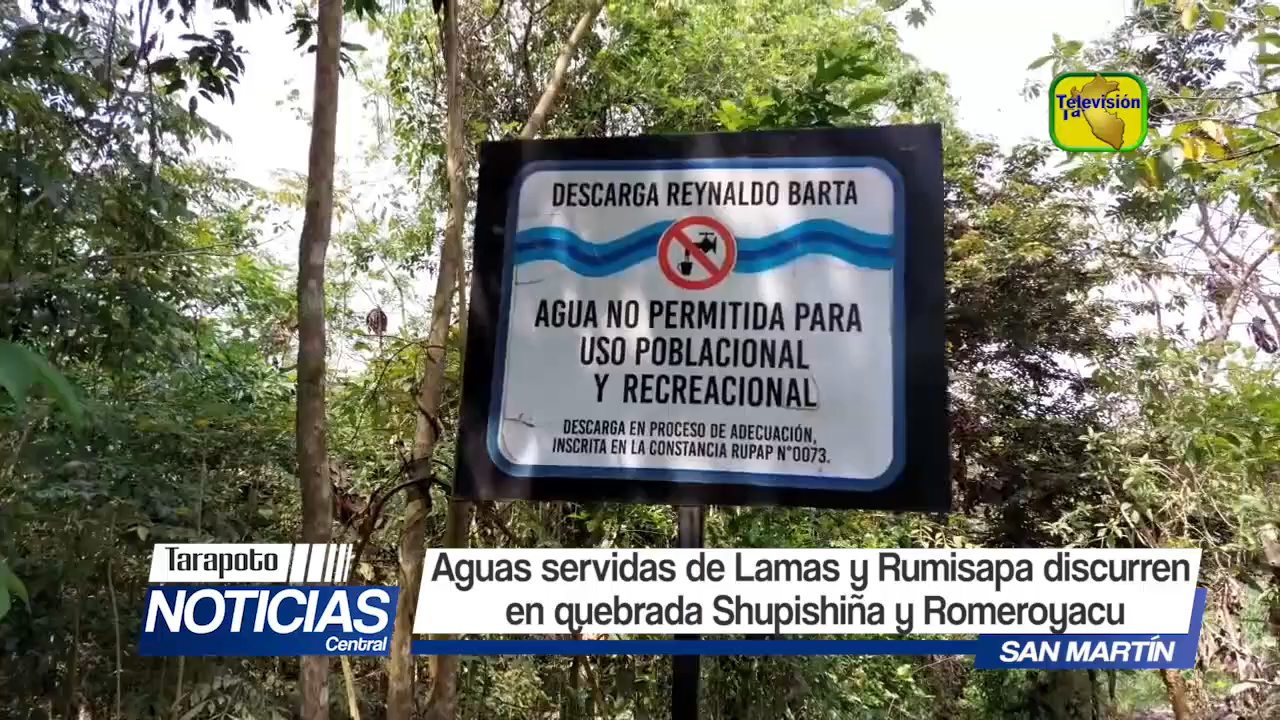 Televisión
Ta
DESCARGA REYNALDO BARTA
AGUA NO PERMITIDA PARA
USO POBLACIONAL
Y RECREACIONAL
DESCARGA EN PROCESO DE ADECUACIÓN,
INSCRITA EN LA CONSTANCIA RUPAP N°0073.
Tarapoto
NOTICIAS
Central
Aguas servidas de Lamas y Rumisapa discurren
en quebrada Shupishiña y Romeroyacu
SAN MARTÍN